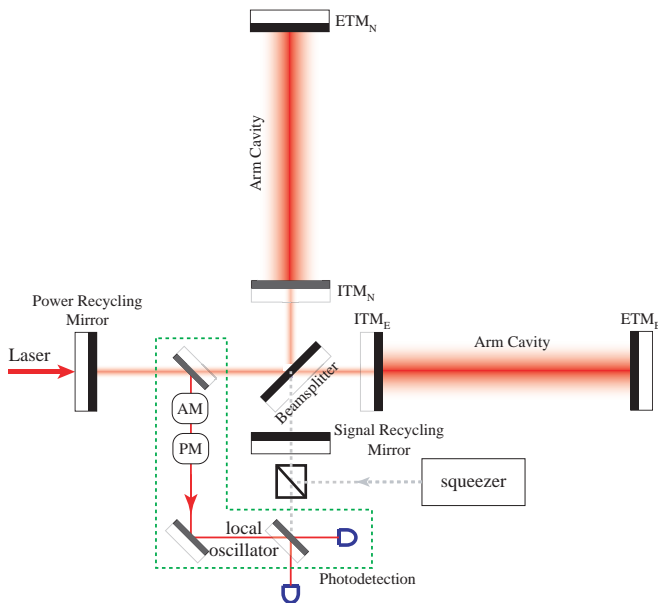 ETM_N
Arm Cavity
ITM_N
Power Recycling
Mirror
ITM_E
ETM_E
Laser
Arm Cavity
Beamsplitter
AM
PM
Signal Recycling
Mirror
squeezer
local
oscillator
Photodetection